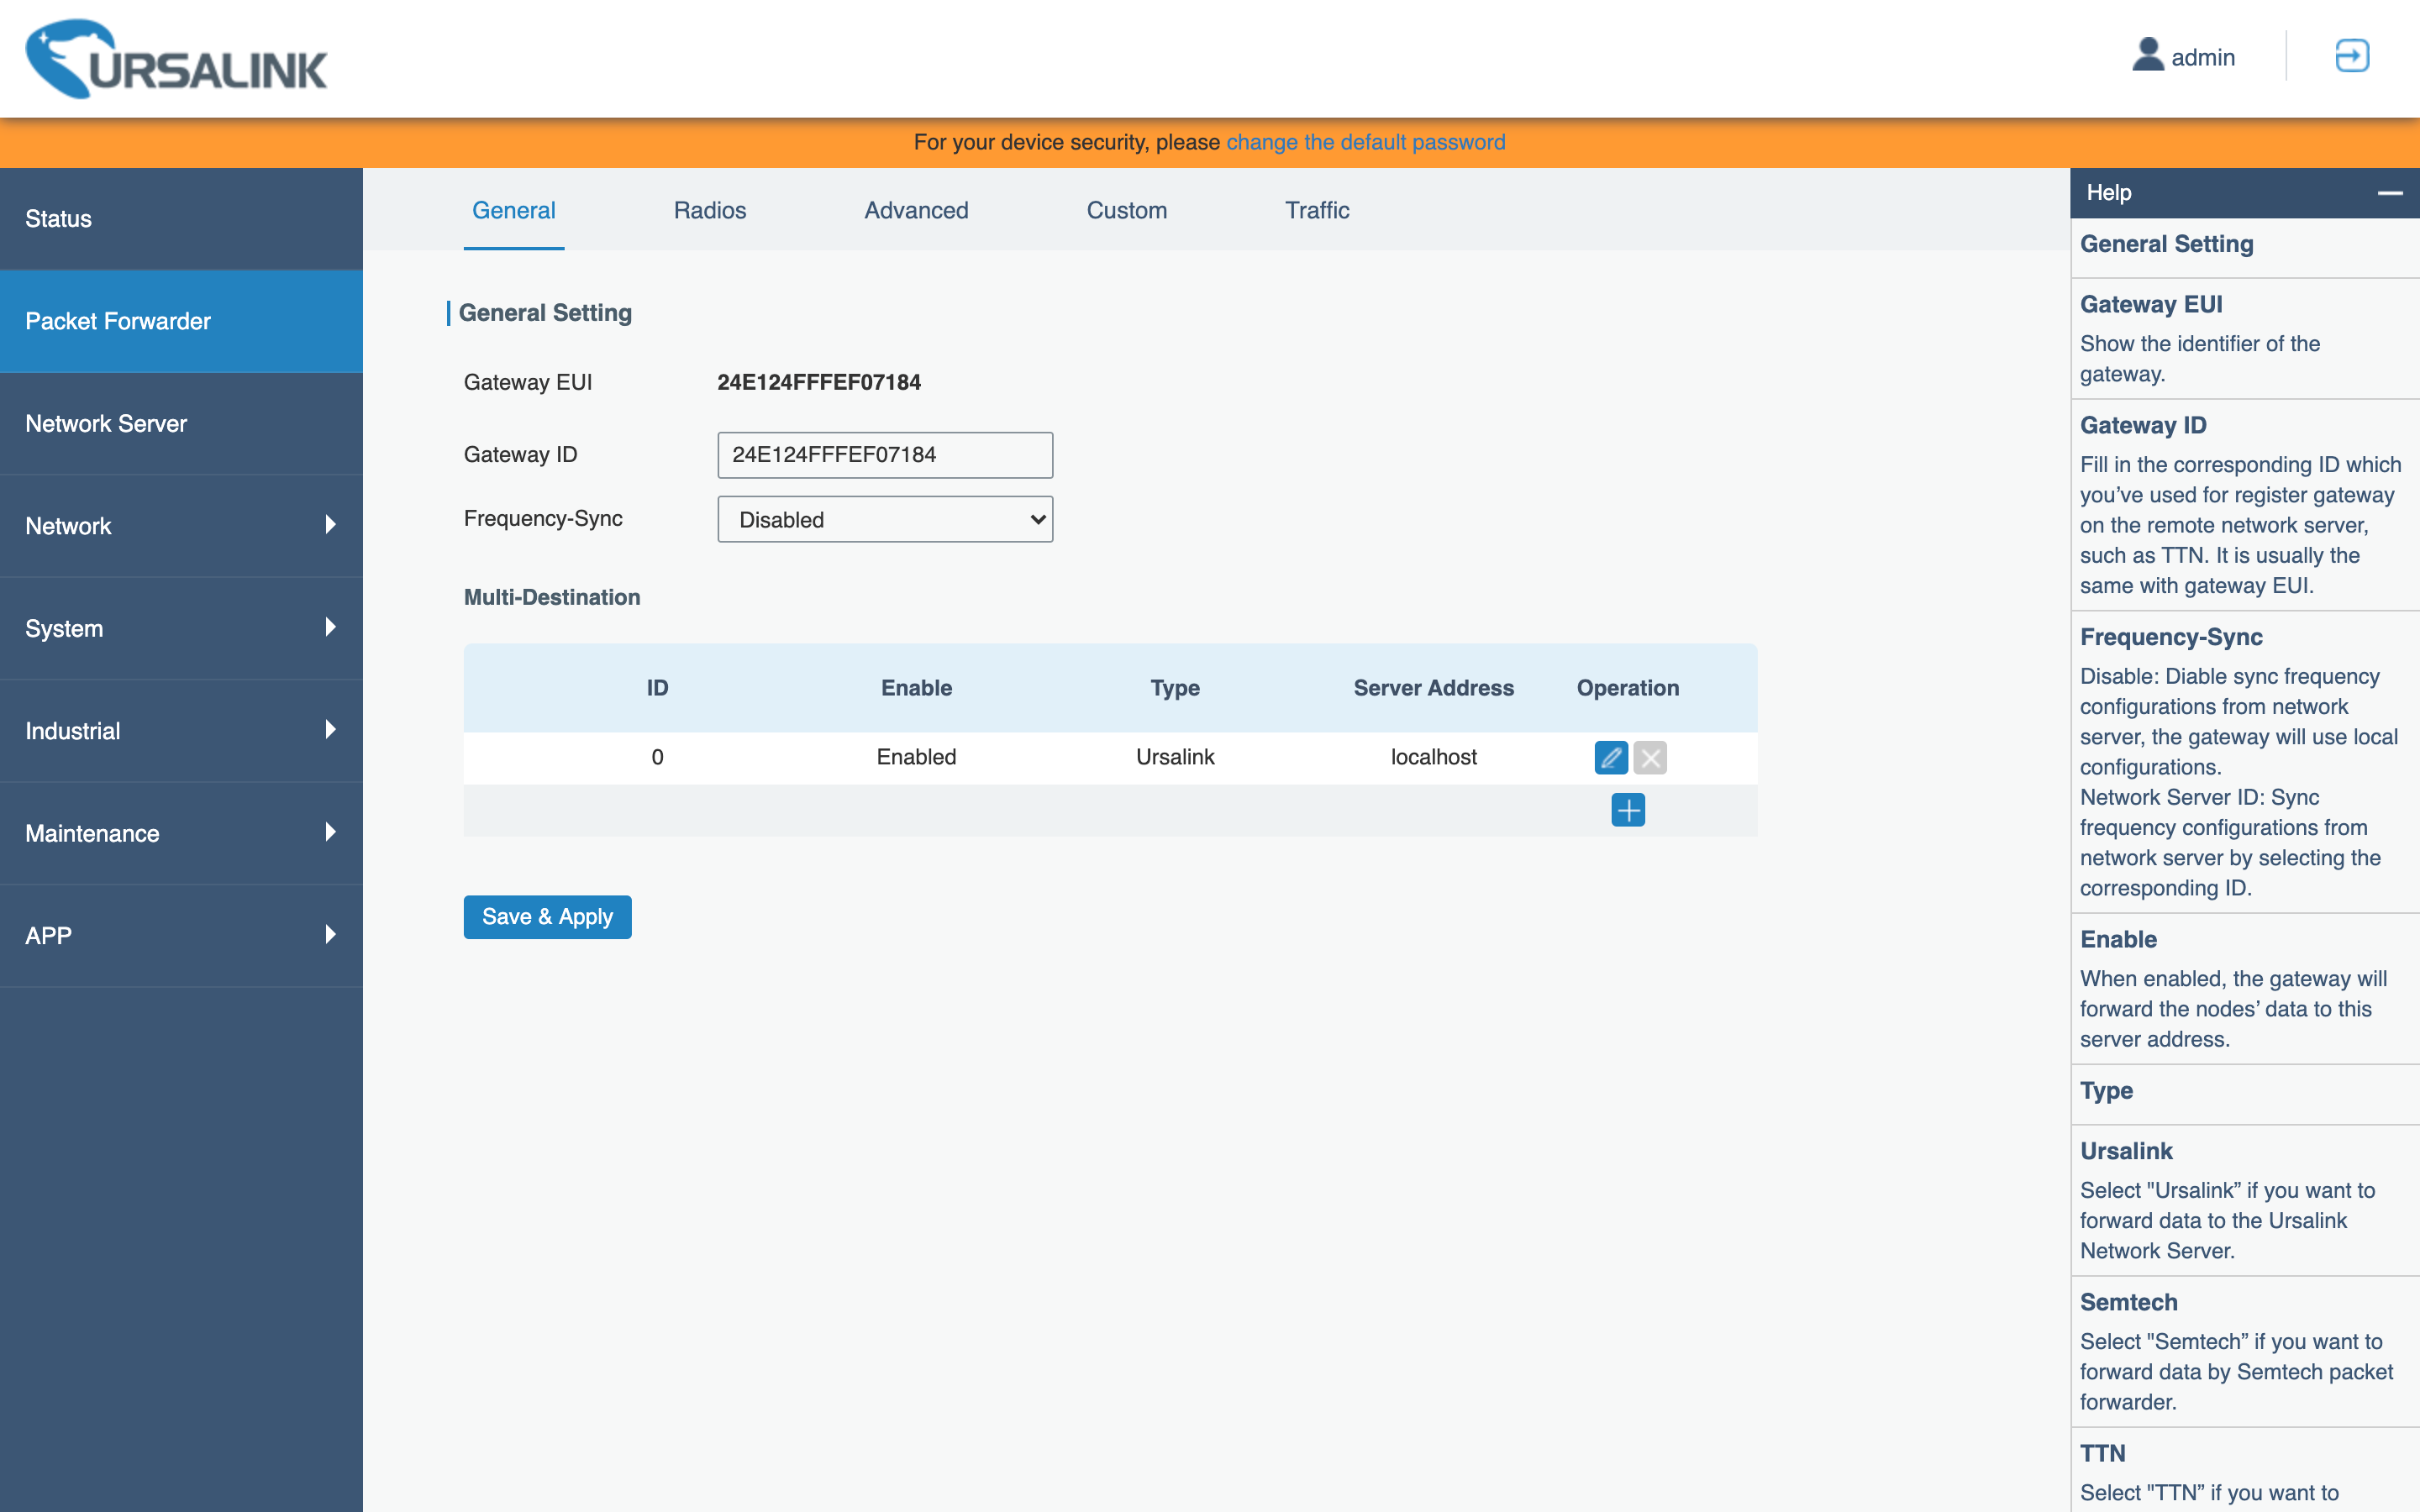 URSALINK
admin
For your device security, please change the default password
Status
Packet Forwarder
Network Server
Network
System
Industrial
Maintenance
APP
General Radios Advanced Custom Traffic
General Setting
Gateway EUI 24E124FFFEF07184
Gateway ID 24E124FFFEF07184
Frequency-Sync Disabled
Multi-Destination
ID Enable Type Server Address Operation
0 Enabled Ursalink localhost
Save & Apply
Help
General Setting
Gateway EUI
Show the identifier of the
gateway.
Gateway ID
Fill in the corresponding ID which
you’ve used for register gateway
on the remote network server,
such as TTN. It is usually the
same with gateway EUI.
Frequency-Sync
Disable: Diable sync frequency
configurations from network
server, the gateway will use local
configurations.
Network Server ID: Sync
frequency configurations from
network server by selecting the
corresponding ID.
Enable
When enabled, the gateway will
forward the nodes’ data to this
server address.
Type
Ursalink
Select "Ursalink” if you want to
forward data to the Ursalink
Network Server.
Semtech
Select "Semtech” if you want to
forward data by Semtech packet
forwarder.
TTN
Select "TTN” if you want to